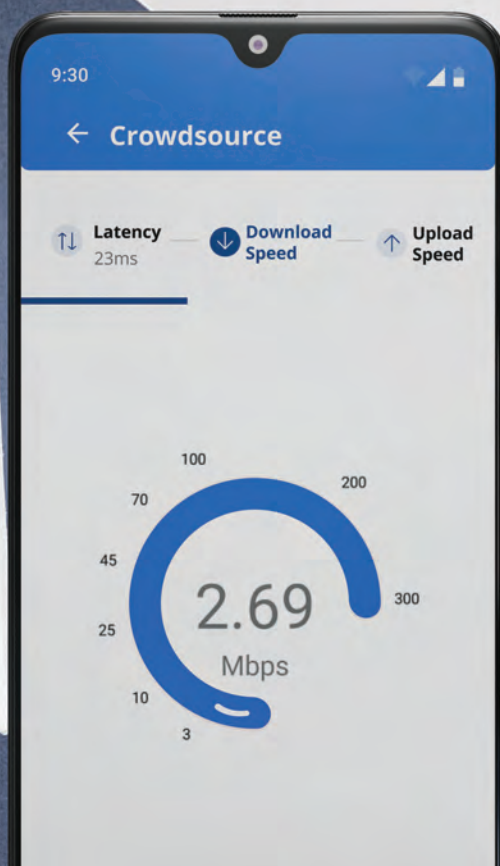 9:30
← Crowdsource
Latency
23ms
Download
Speed
Upload
Speed
100
200
70
45
300
25
2.69
Mbps
10
3